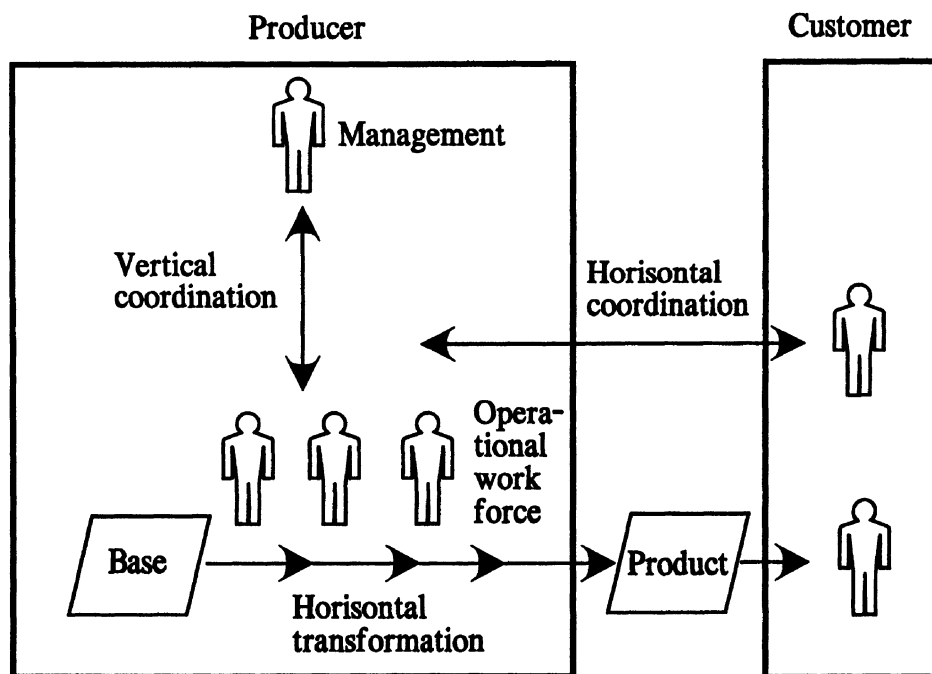 Producer
Customer
Management
Vertical
coordination
Horisontal
coordination
Opera-
tional
work
force
Base
Product
Horisontal
transformation